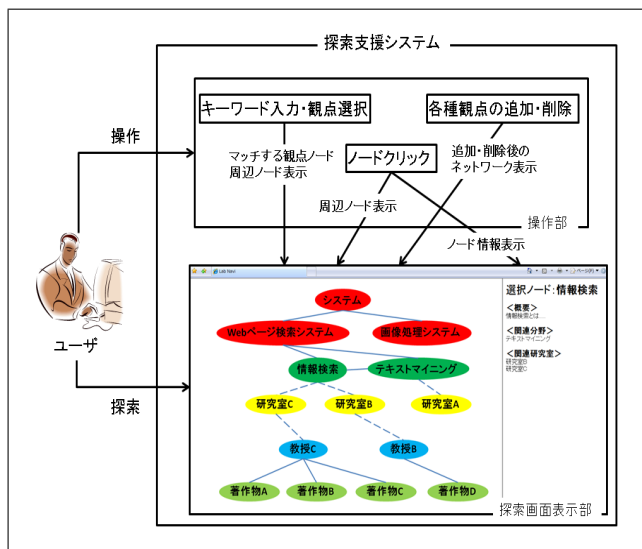 探索支援システム
キーワード入力・観点選択
各種観点の追加・削除
操作
マッチする観点ノード
周辺ノード表示
ノードクリック
追加・削除後の
ネットワーク表示
周辺ノード表示
操作部
ノード情報表示
Lab Navi
ページ(P)
システム
選択ノード:情報検索
<概要>
情報検索とは...
Webページ検索システム
画像処理システム
<関連分野>
テキストマイニング
<関連研究室>
研究室B
研究室C
ユーザ
情報検索
テキストマイニング
探索
研究室C
研究室B
研究室A
教授C
教授B
著作物A
著作物B
著作物C
著作物D
探索画面表示部